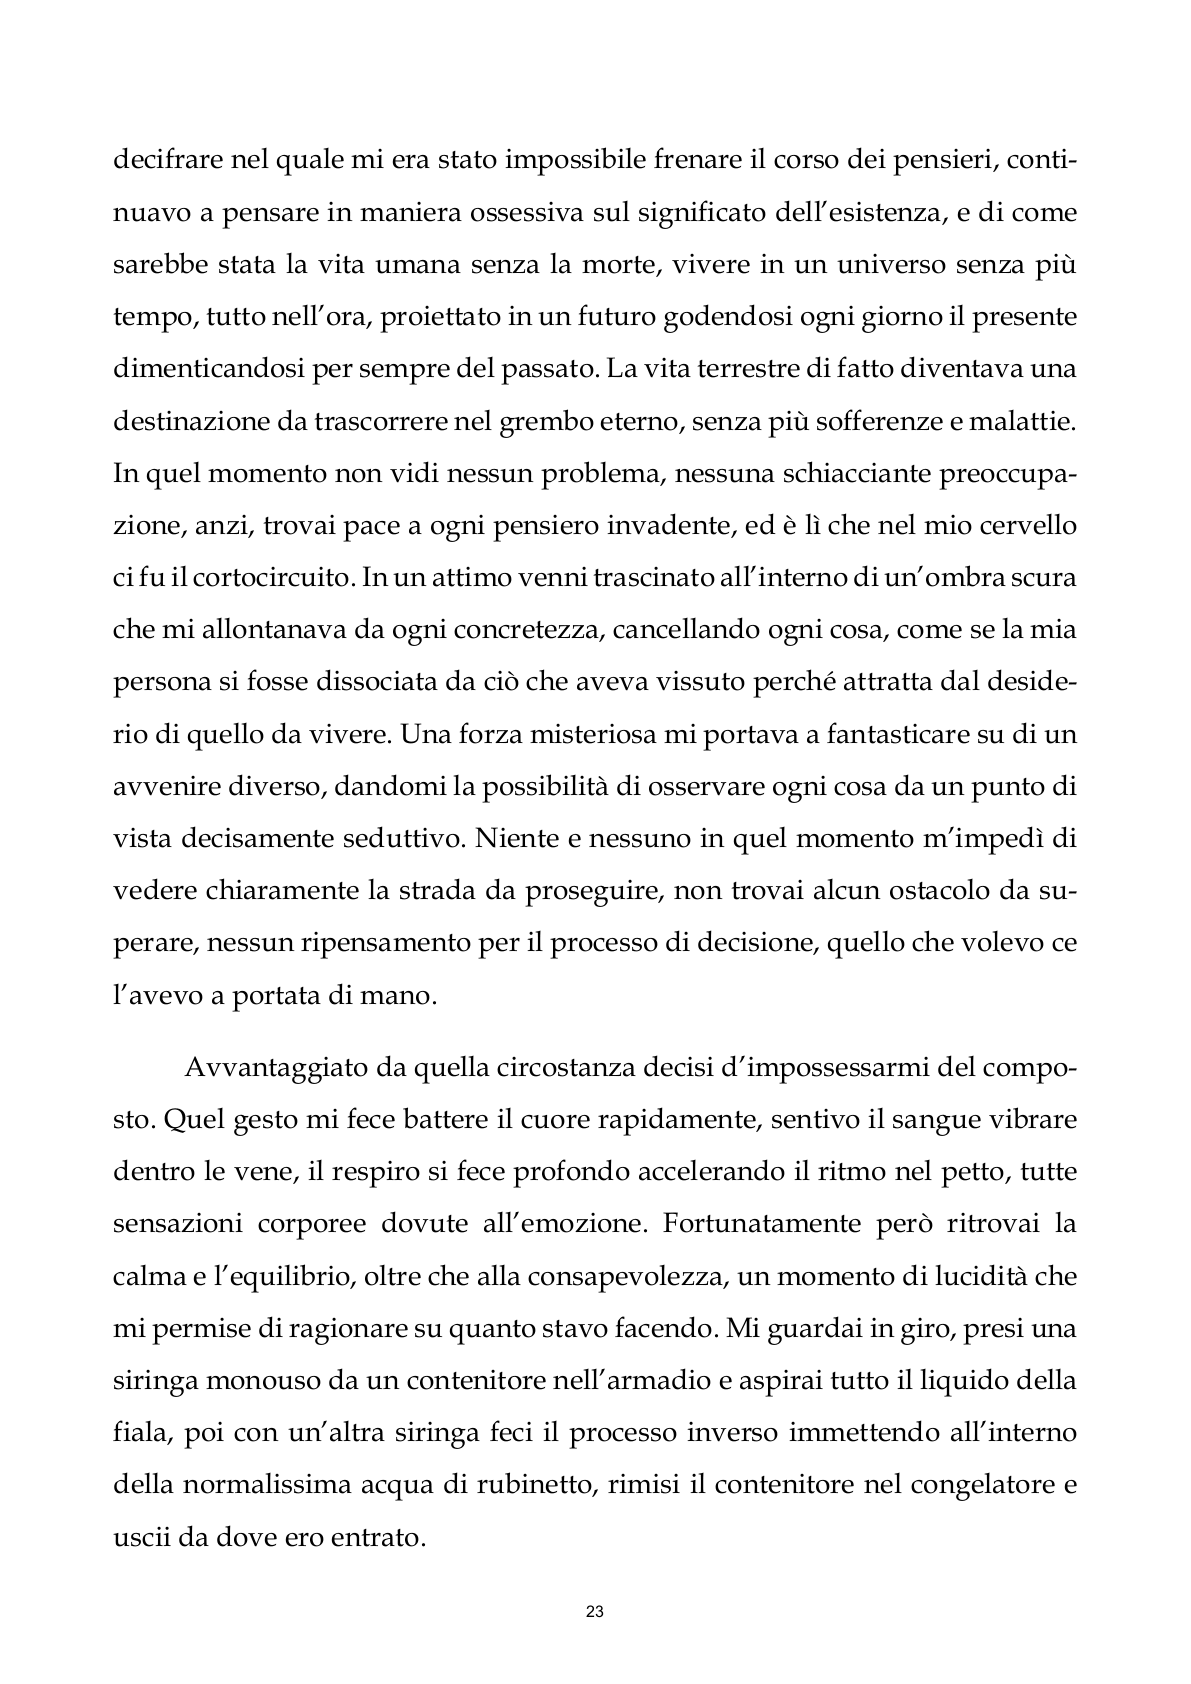 decifrare nel quale mi era stato impossibile frenare il corso dei pensieri, conti-
nuavo a pensare in maniera ossessiva sul significato dell’esistenza, e di come
sarebbe stata la vita umana senza la morte, vivere in un universo senza più
tempo, tutto nell’ora, proiettato in un futuro godendosi ogni giorno il presente
dimenticandosi per sempre del passato. La vita terrestre di fatto diventava una
destinazione da trascorrere nel grembo eterno, senza più sofferenze e malattie.
In quel momento non vidi nessun problema, nessuna schiacciante preoccupa-
zione, anzi, trovai pace a ogni pensiero invadente, ed è lì che nel mio cervello
ci fu il cortocircuito. In un attimo venni trascinato all’interno di un’ombra scura
che mi allontanava da ogni concretezza, cancellando ogni cosa, come se la mia
persona si fosse dissociata da ciò che aveva vissuto perché attratta dal deside-
rio di quello da vivere. Una forza misteriosa mi portava a fantasticare su di un
avvenire diverso, dandomi la possibilità di osservare ogni cosa da un punto di
vista decisamente seduttivo. Niente e nessuno in quel momento m’impedì di
vedere chiaramente la strada da proseguire, non trovai alcun ostacolo da su-
perare, nessun ripensamento per il processo di decisione, quello che volevo ce
l’avevo a portata di mano.
Avvantaggiato da quella circostanza decisi d’impossessarmi del compo-
sto. Quel gesto mi fece battere il cuore rapidamente, sentivo il sangue vibrare
dentro le vene, il respiro si fece profondo accelerando il ritmo nel petto, tutte
sensazioni corporee dovute all’emozione. Fortunatamente però ritrovai la
calma e l’equilibrio, oltre che alla consapevolezza, un momento di lucidità che
mi permise di ragionare su quanto stavo facendo. Mi guardai in giro, presi una
siringa monouso da un contenitore nell’armadio e aspirai tutto il liquido della
fiala, poi con un’altra siringa feci il processo inverso immettendo all’interno
della normalissima acqua di rubinetto, rimisi il contenitore nel congelatore e
uscii da dove ero entrato.
23